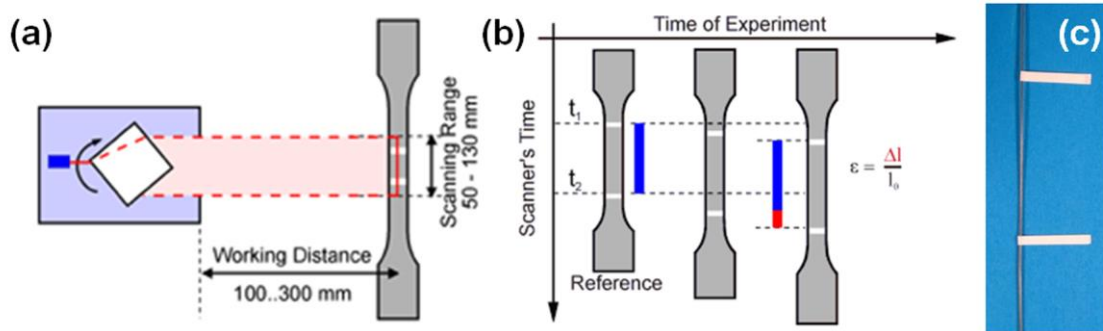 (a)
Scanning Range
50 - 130 mm
Working Distance
100..300 mm
(b)
Time of Experiment
Scanner's Time
t₁
t₂
ε = Δl
l₀
Reference
(c)